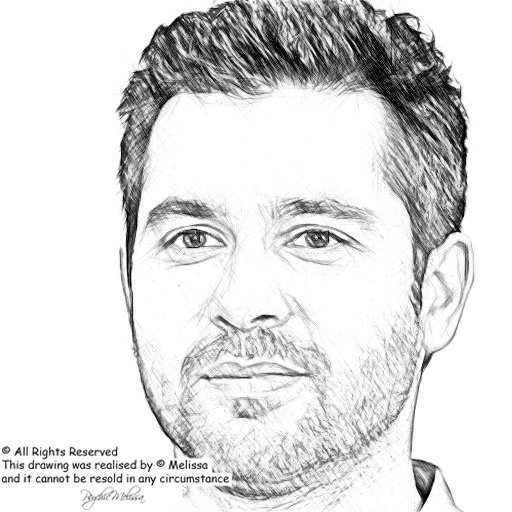 © All Rights Reserved
This drawing was realised by © Melissa
and it cannot be resold in any circumstance